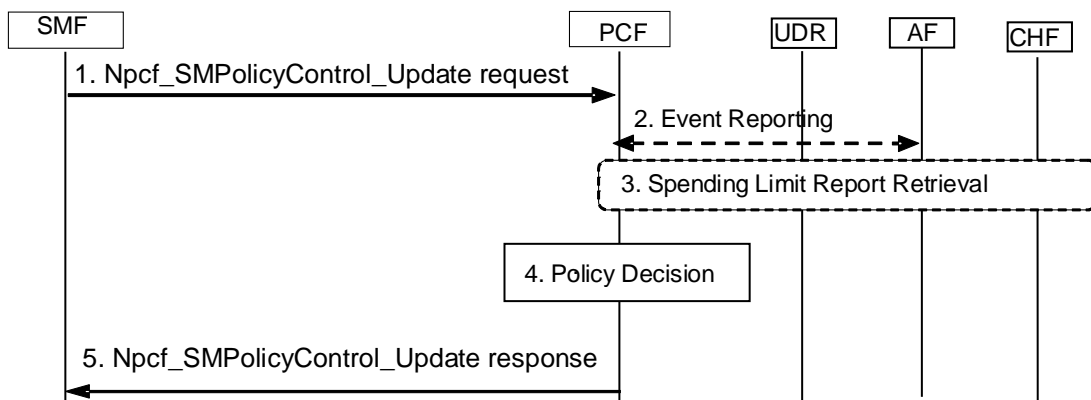 SMF
PCF
UDR
AF
CHF
1. Npcf_SMPolicyControl_Update request
2. Event Reporting
3. Spending Limit Report Retrieval
4. Policy Decision
5. Npcf_SMPolicyControl_Update response